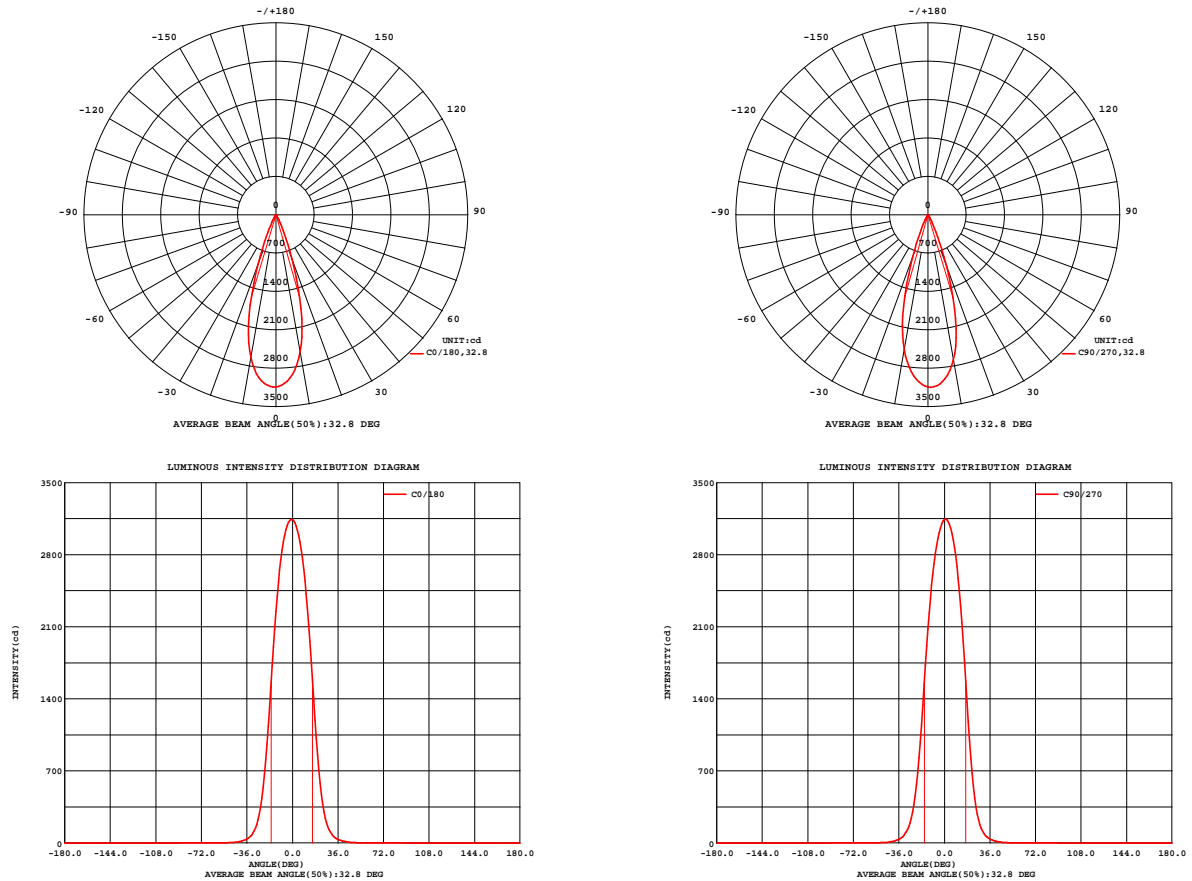 -/+180
-150 150
-120 120
-90 90
-60 60
-30 30
0
700
1400
2100
2800
3500
0
UNIT:cd
C0/180,32.8
AVERAGE BEAM ANGLE(50%):32.8 DEG
-/+180
-150 150
-120 120
-90 90
-60 60
-30 30
0
700
1400
2100
2800
3500
0
UNIT:cd
C90/270,32.8
AVERAGE BEAM ANGLE(50%):32.8 DEG
LUMINOUS INTENSITY DISTRIBUTION DIAGRAM
C0/180
INTENSITY(cd)
3500
2800
2100
1400
700
0
-180.0 -144.0 -108.0 -72.0 -36.0 0.0 36.0 72.0 108.0 144.0 180.0
ANGLE(DEG)
AVERAGE BEAM ANGLE(50%):32.8 DEG
LUMINOUS INTENSITY DISTRIBUTION DIAGRAM
C90/270
INTENSITY(cd)
3500
2800
2100
1400
700
0
-180.0 -144.0 -108.0 -72.0 -36.0 0.0 36.0 72.0 108.0 144.0 180.0
ANGLE(DEG)
AVERAGE BEAM ANGLE(50%):32.8 DEG